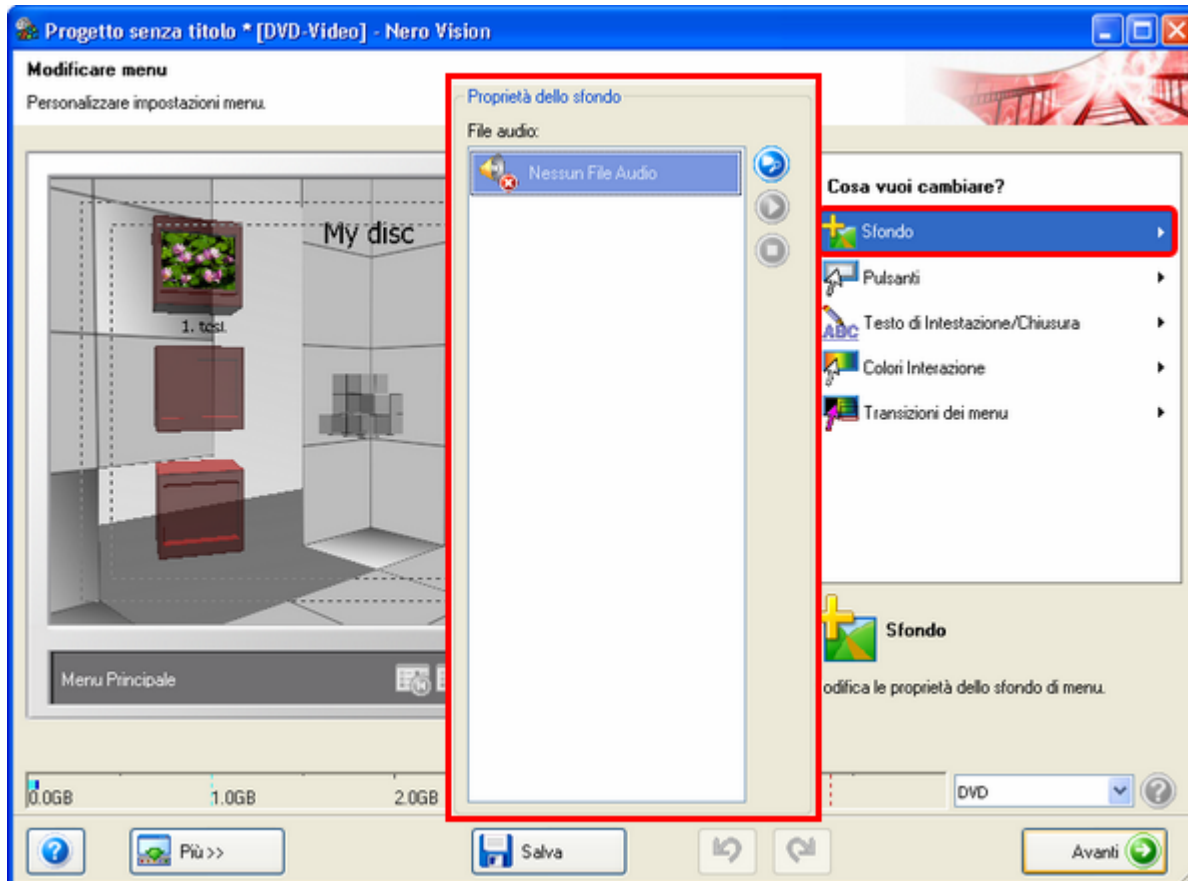 Progetto senza titolo * [DVD-Video] - Nero Vision
Modificare menu
Personalizzare impostazioni menu.
Proprietà dello sfondo
File audio:
Nessun File Audio
My disc
1. test
Menu Principale
Cosa vuoi cambiare?
Sfondo
Pulsanti
ABC
Testo di Intestazione/Chiusura
Colori Interazione
Transizioni dei menu
Sfondo
odifica le proprietà dello sfondo di menu.
0.0GB
1.0GB
2.0GB
DVD
Più >>
Salva
Avanti